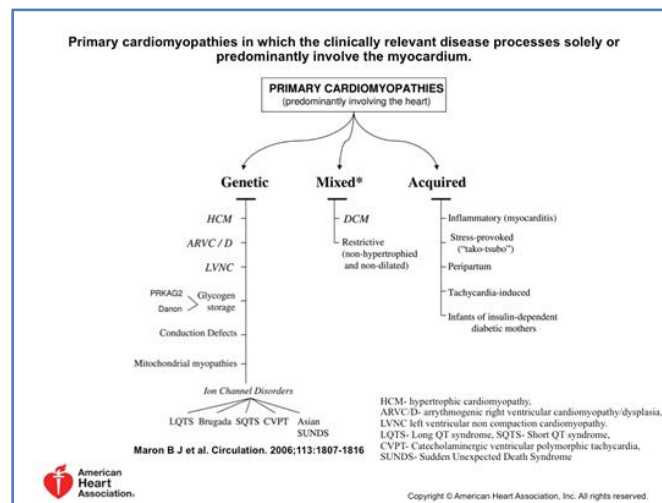 Primary cardiomyopathies in which the clinically relevant disease processes solely or
predominantly involve the myocardium.
PRIMARY CARDIOMYOPATHIES
(predominantly involving the heart)
Genetic
HCM
ARVC / D
LVNC
PRKAG2
Danon
Glycogen
storage
Conduction Defects
Mitochondrial myopathies
Ion Channel Disorders
LQTS Brugada SQTS CVPT Asian
SUNDS
Mixed*
DCM
Restrictive
(non-hypertrophied
and non-dilated)
Acquired
Inflammatory (myocarditis)
Stress-provoked
("tako-tsubo")
Peripartum
Tachycardia-induced
Infants of insulin-dependent
diabetic mothers
HCM- hypertrophic cardiomyopathy,
ARVC/D- arrythmogenic right ventricular cardiomyopathy/dysplasia,
LVNC left ventricular non compaction cardiomyopathy.
LQTS- Long QT syndrome, SQTS- Short QT syndrome,
CVPT- Catecholaminergic ventricular polymorphic tachycardia,
SUNDS- Sudden Unexpected Death Syndrome
Maron B J et al. Circulation. 2006;113:1807-1816
American
Heart
Association.
Copyright © American Heart Association, Inc. All rights reserved.